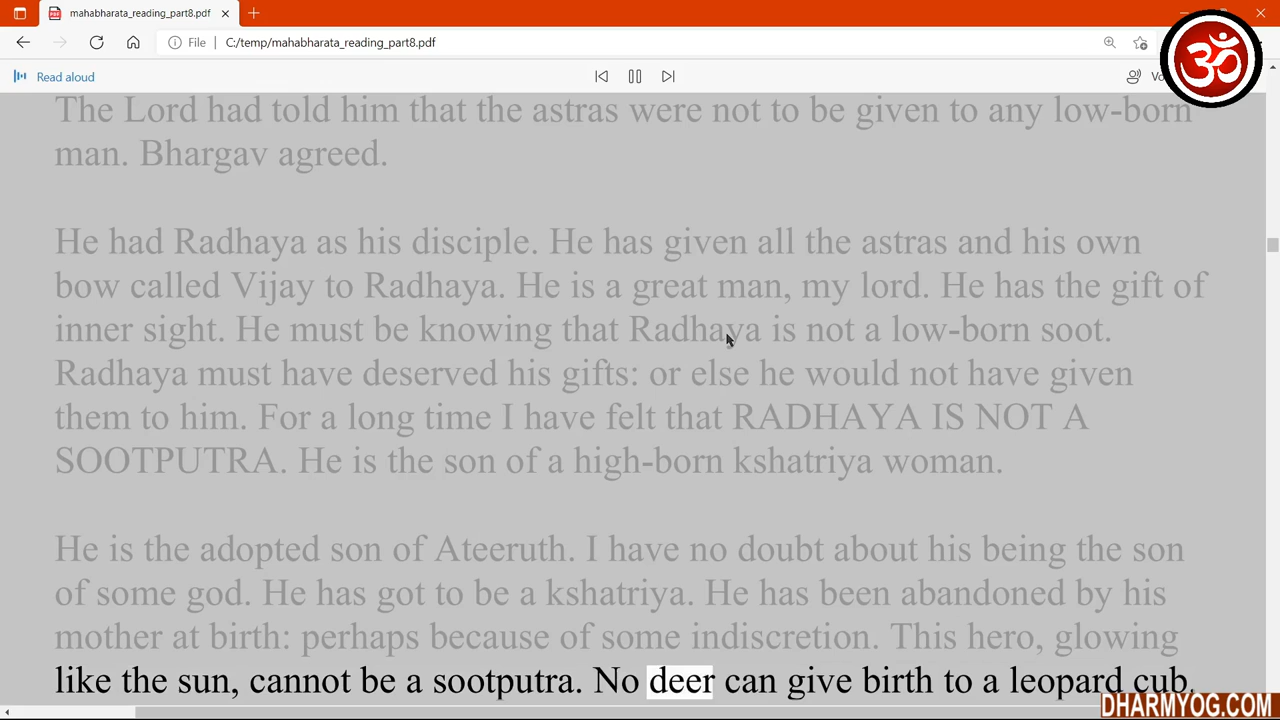 mahabharata_reading_part8.pdf
File
C:/temp/mahabharata_reading_part8.pdf
Read aloud
ॐ
The Lord had told him that the astras were not to be given to any low-born
man. Bhargav agreed.
He had Radhaya as his disciple. He has given all the astras and his own
bow called Vijay to Radhaya. He is a great man, my lord. He has the gift of
inner sight. He must be knowing that Radhaya is not a low-born soot.
Radhaya must have deserved his gifts: or else he would not have given
them to him. For a long time I have felt that RADHAYA IS NOT A
SOOTPUTRA. He is the son of a high-born kshatriya woman.
He is the adopted son of Ateeruth. I have no doubt about his being the son
of some god. He has got to be a kshatriya. He has been abandoned by his
mother at birth: perhaps because of some indiscretion. This hero, glowing
like the sun, cannot be a sootputra. No deer can give birth to a leopard cub.
DHARMYOG.COM